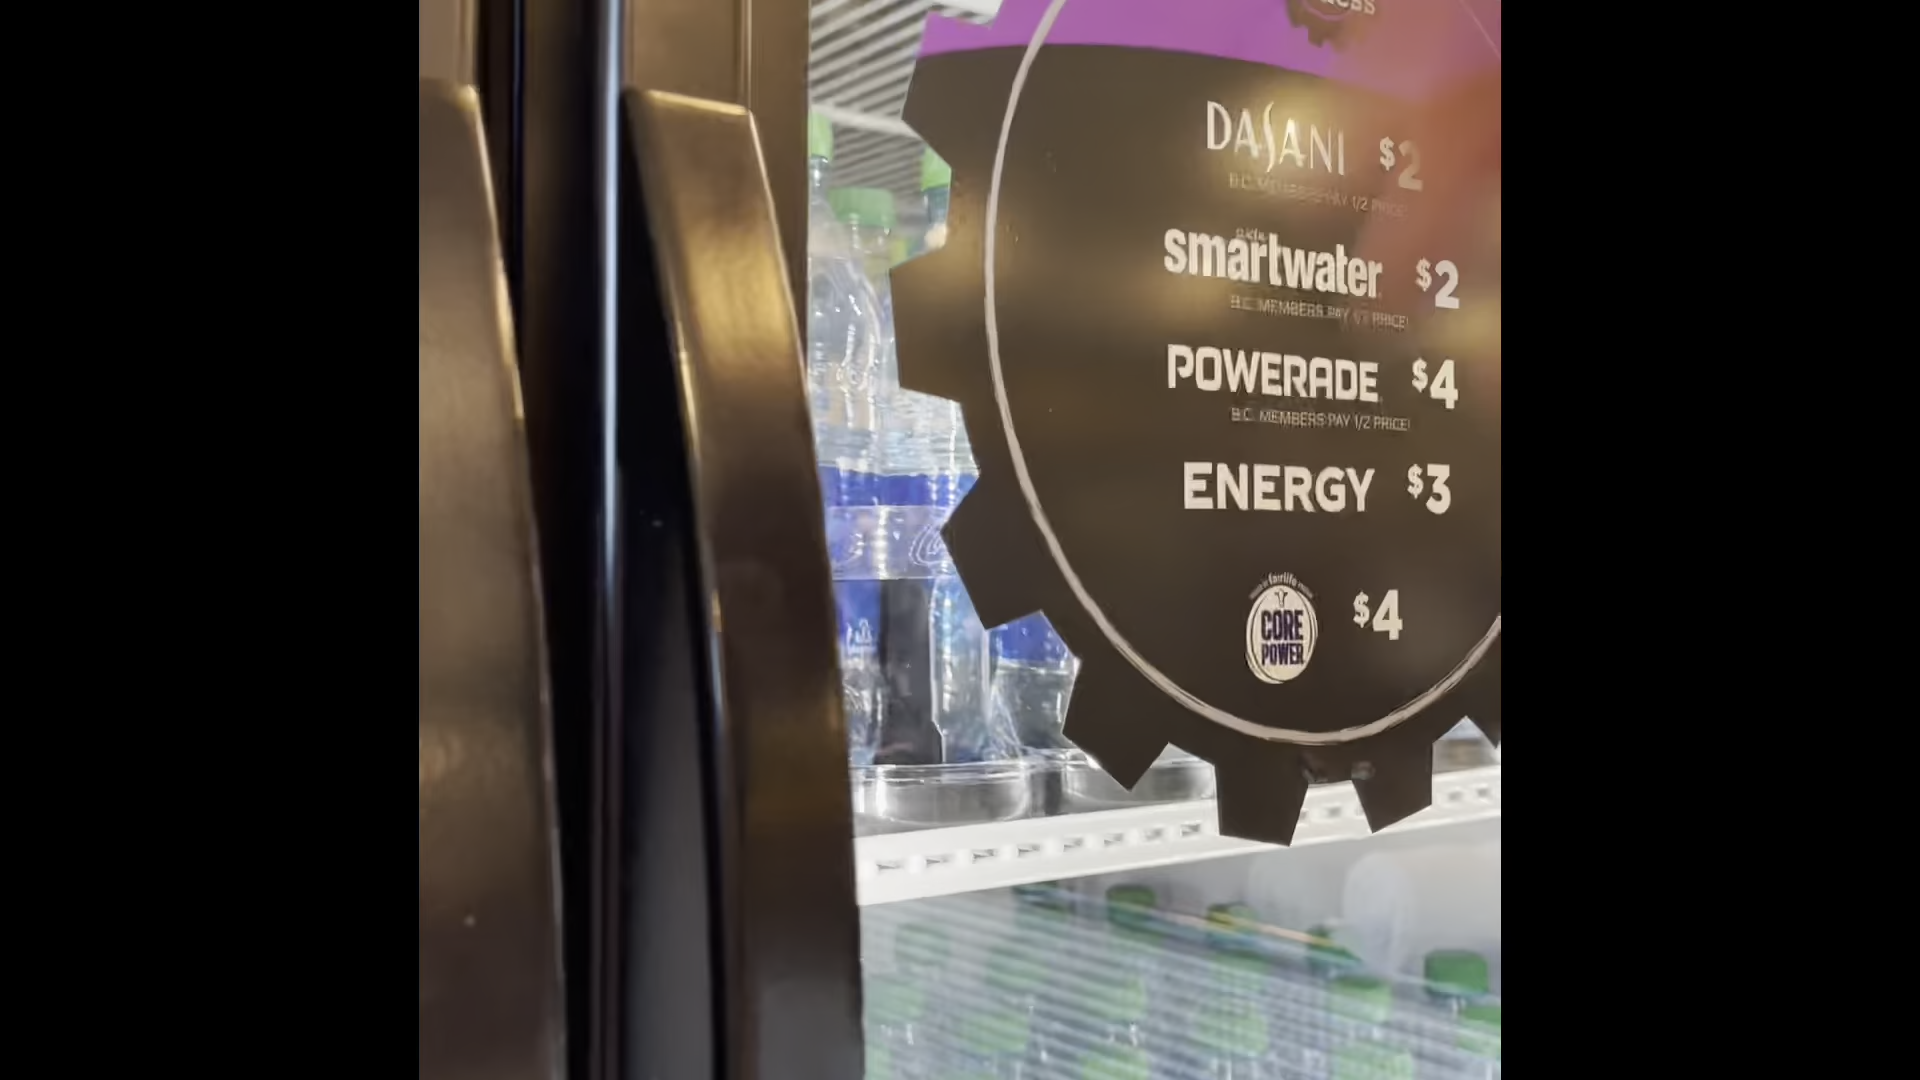 DASANI $2
B.C. MEMBERS PAY 1/2 PRICE!
smartwater $2
B.C. MEMBERS PAY 1/2 PRICE!
POWERADE $4
B.C. MEMBERS PAY 1/2 PRICE!
ENERGY $3
fairlife
CORE
POWER $4